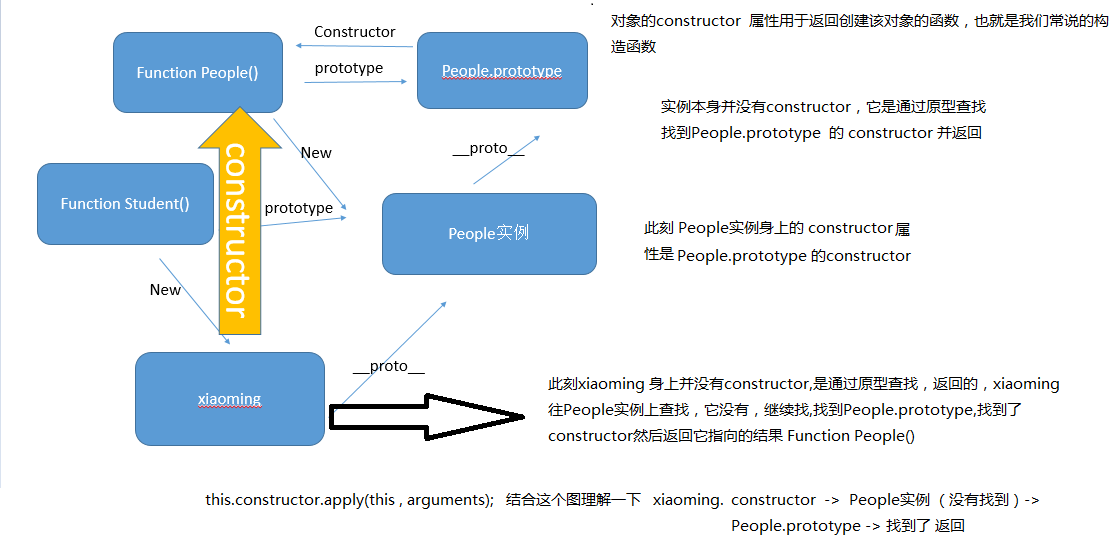 对象的constructor 属性用于返回创建该对象的函数，也就是我们常说的构
造函数
Constructor
Function People()
prototype
People.prototype
实例本身并没有constructor，它是通过原型查找
找到People.prototype 的 constructor 并返回
New
__proto__
constructor
Function Student()
prototype
People实例
此刻 People实例身上的 constructor属
性是 People.prototype 的constructor
New
__proto__
xiaoming
此刻xiaoming 身上并没有constructor,是通过原型查找，返回的，xiaoming
往People实例上查找，它没有，继续找,找到People.prototype,找到了
constructor然后返回它指向的结果 Function People()
this.constructor.apply(this , arguments); 结合这个图理解一下 xiaoming. constructor -> People实例 （没有找到）->
People.prototype -> 找到了 返回